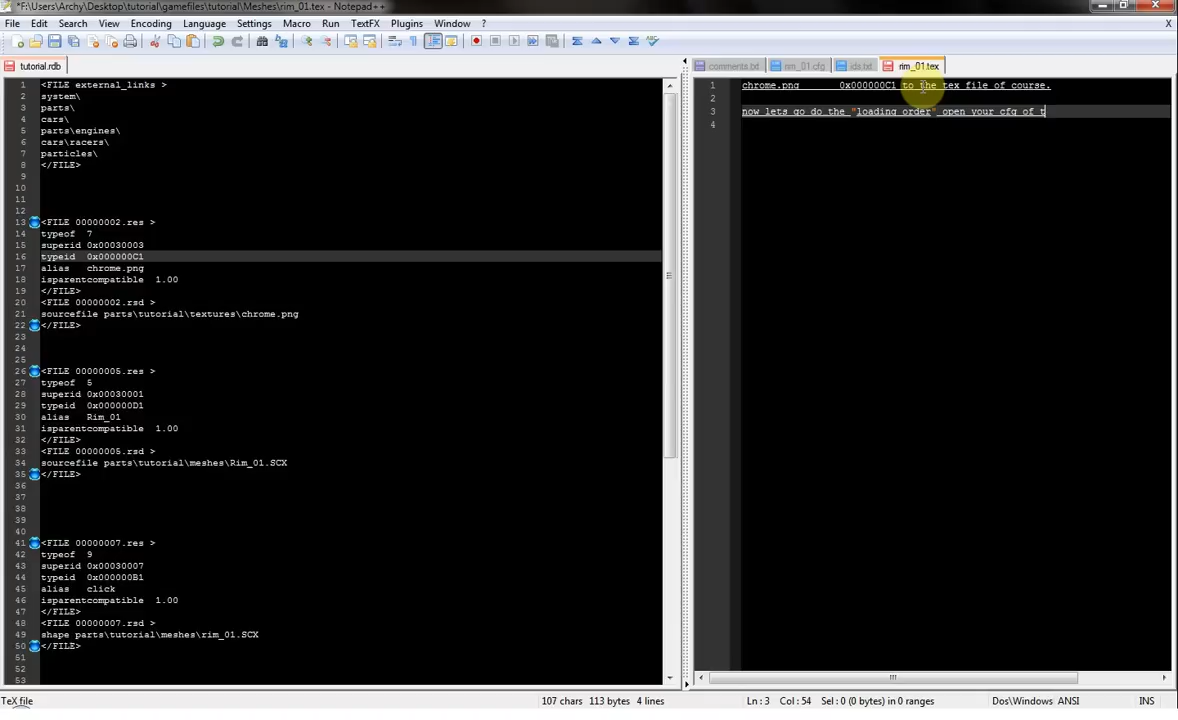 *F:\Users\Archy\Desktop\tutorial\gamefiles\tutorial\Meshes\rim_01.tex - Notepad++
File Edit Search View Encoding Language Settings Macro Run TextFX Plugins Window ? X
tutorial.rdb
comments.txt rim_01.cfg ids.txt rim_01.tex
1 <FILE external_links >
2 system\
3 parts\
4 cars\
5 parts\engines\
6 cars\racers\
7 particles\
8 </FILE>
9
10
11
12
13 <FILE 00000002.res >
14 typeof 7
15 superid 0x00030003
16 typeid 0x000000C1
17 alias chrome.png
18 isparentcompatible 1.00
19 </FILE>
20 <FILE 00000002.rsd >
21 sourcefile parts\tutorial\textures\chrome.png
22 </FILE>
23
24
25
26 <FILE 00000005.res >
27 typeof 5
28 superid 0x00030001
29 typeid 0x000000D1
30 alias Rim_01
31 isparentcompatible 1.00
32 </FILE>
33 <FILE 00000005.rsd >
34 sourcefile parts\tutorial\meshes\Rim_01.SCX
35 </FILE>
36
37
38
39
40
41 <FILE 00000007.res >
42 typeof 9
43 superid 0x00030007
44 typeid 0x000000B1
45 alias click
46 isparentcompatible 1.00
47 </FILE>
48 <FILE 00000007.rsd >
49 shape parts\tutorial\meshes\rim_01.SCX
50 </FILE>
51
52
53
1 chrome.png 0x000000C1 to the tex file of course.
2
3 now lets go do the "loading order" open your cfg of t
4
TeX file 107 chars 113 bytes 4 lines Ln : 3 Col : 54 Sel : 0 (0 bytes) in 0 ranges Dos\Windows ANSI INS